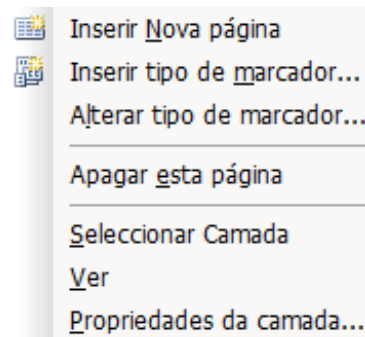 Inserir Nova página
Inserir tipo de marcador...
Alterar tipo de marcador...
Apagar esta página
Seleccionar Camada
Ver
Propriedades da camada...